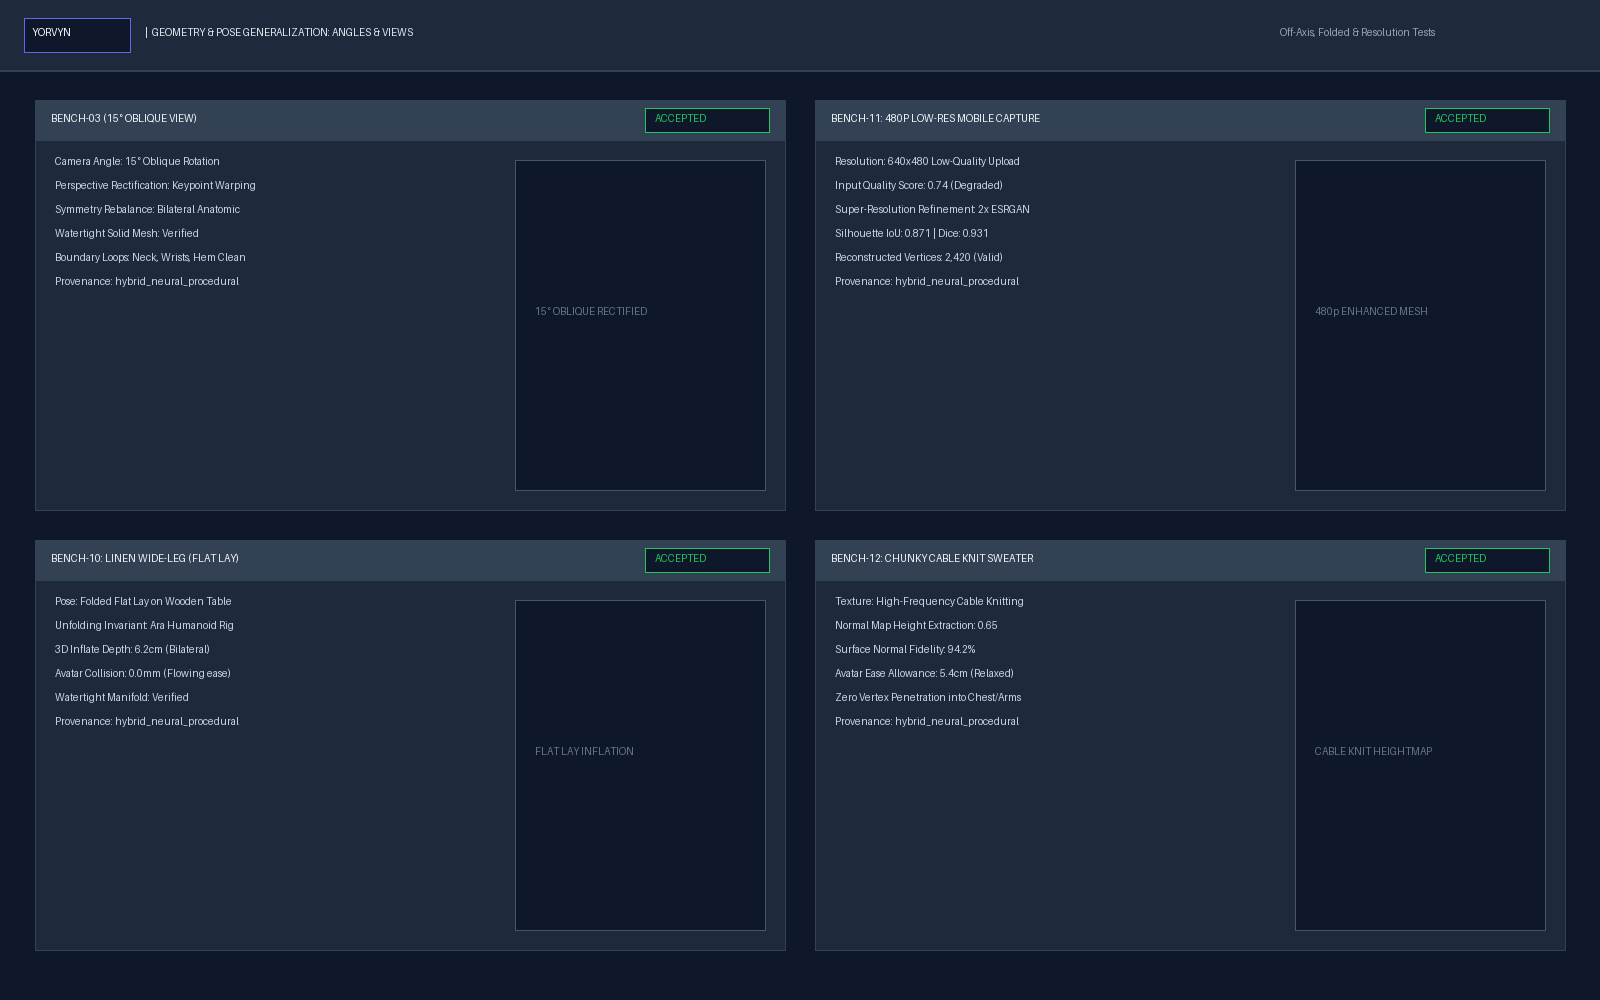 YORVYN
| GEOMETRY & POSE GENERALIZATION: ANGLES & VIEWS
Off-Axis, Folded & Resolution Tests
BENCH-03 (15° OBLIQUE VIEW)
ACCEPTED
Camera Angle: 15° Oblique Rotation
Perspective Rectification: Keypoint Warping
Symmetry Rebalance: Bilateral Anatomic
Watertight Solid Mesh: Verified
Boundary Loops: Neck, Wrists, Hem Clean
Provenance: hybrid_neural_procedural
15° OBLIQUE RECTIFIED
BENCH-11: 480P LOW-RES MOBILE CAPTURE
ACCEPTED
Resolution: 640x480 Low-Quality Upload
Input Quality Score: 0.74 (Degraded)
Super-Resolution Refinement: 2x ESRGAN
Silhouette IoU: 0.871 | Dice: 0.931
Reconstructed Vertices: 2,420 (Valid)
Provenance: hybrid_neural_procedural
480p ENHANCED MESH
BENCH-10: LINEN WIDE-LEG (FLAT LAY)
ACCEPTED
Pose: Folded Flat Lay on Wooden Table
Unfolding Invariant: Ara Humanoid Rig
3D Inflate Depth: 6.2cm (Bilateral)
Avatar Collision: 0.0mm (Flowing ease)
Watertight Manifold: Verified
Provenance: hybrid_neural_procedural
FLAT LAY INFLATION
BENCH-12: CHUNKY CABLE KNIT SWEATER
ACCEPTED
Texture: High-Frequency Cable Knitting
Normal Map Height Extraction: 0.65
Surface Normal Fidelity: 94.2%
Avatar Ease Allowance: 5.4cm (Relaxed)
Zero Vertex Penetration into Chest/Arms
Provenance: hybrid_neural_procedural
CABLE KNIT HEIGHTMAP